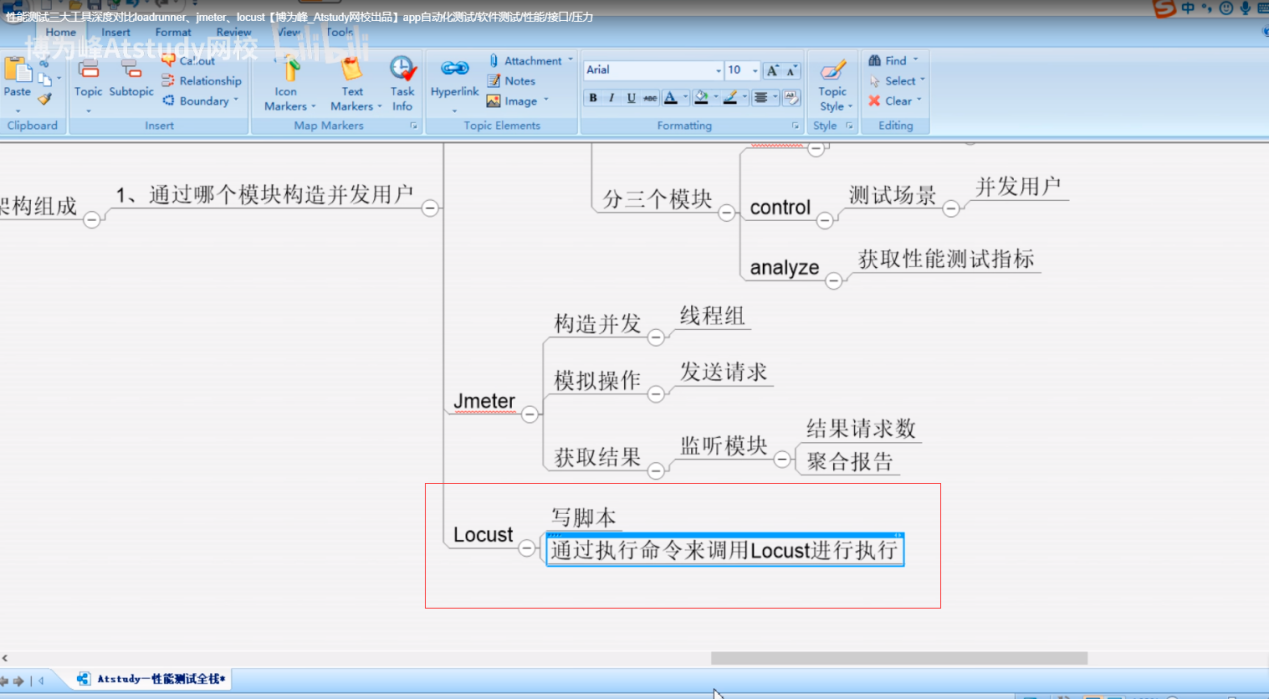 性能测试三大工具深度对比loadrunner、jmeter、locust【博为峰_Atstudy网校出品】app自动化测试/软件测试/性能/接口/压力
中
博为峰Atstudy网校
bilibili
Home Insert Format Review View Tools
Paste
Clipboard
Topic Subtopic
Callout
Relationship
Boundary
Insert
Icon Markers
Text Markers
Task Info
Map Markers
Hyperlink
Attachment
Notes
Image
Topic Elements
Arial 10 A A
B I U abc A
Formatting
Topic Style
Style
Find
Select
Clear
Editing
架构组成
1、通过哪个模块构造并发用户
分三个模块
control
测试场景
并发用户
analyze
获取性能测试指标
Jmeter
构造并发
线程组
模拟操作
发送请求
获取结果
监听模块
结果请求数
聚合报告
Locust
写脚本
通过执行命令来调用Locust进行执行
Atstudy—性能测试全栈*